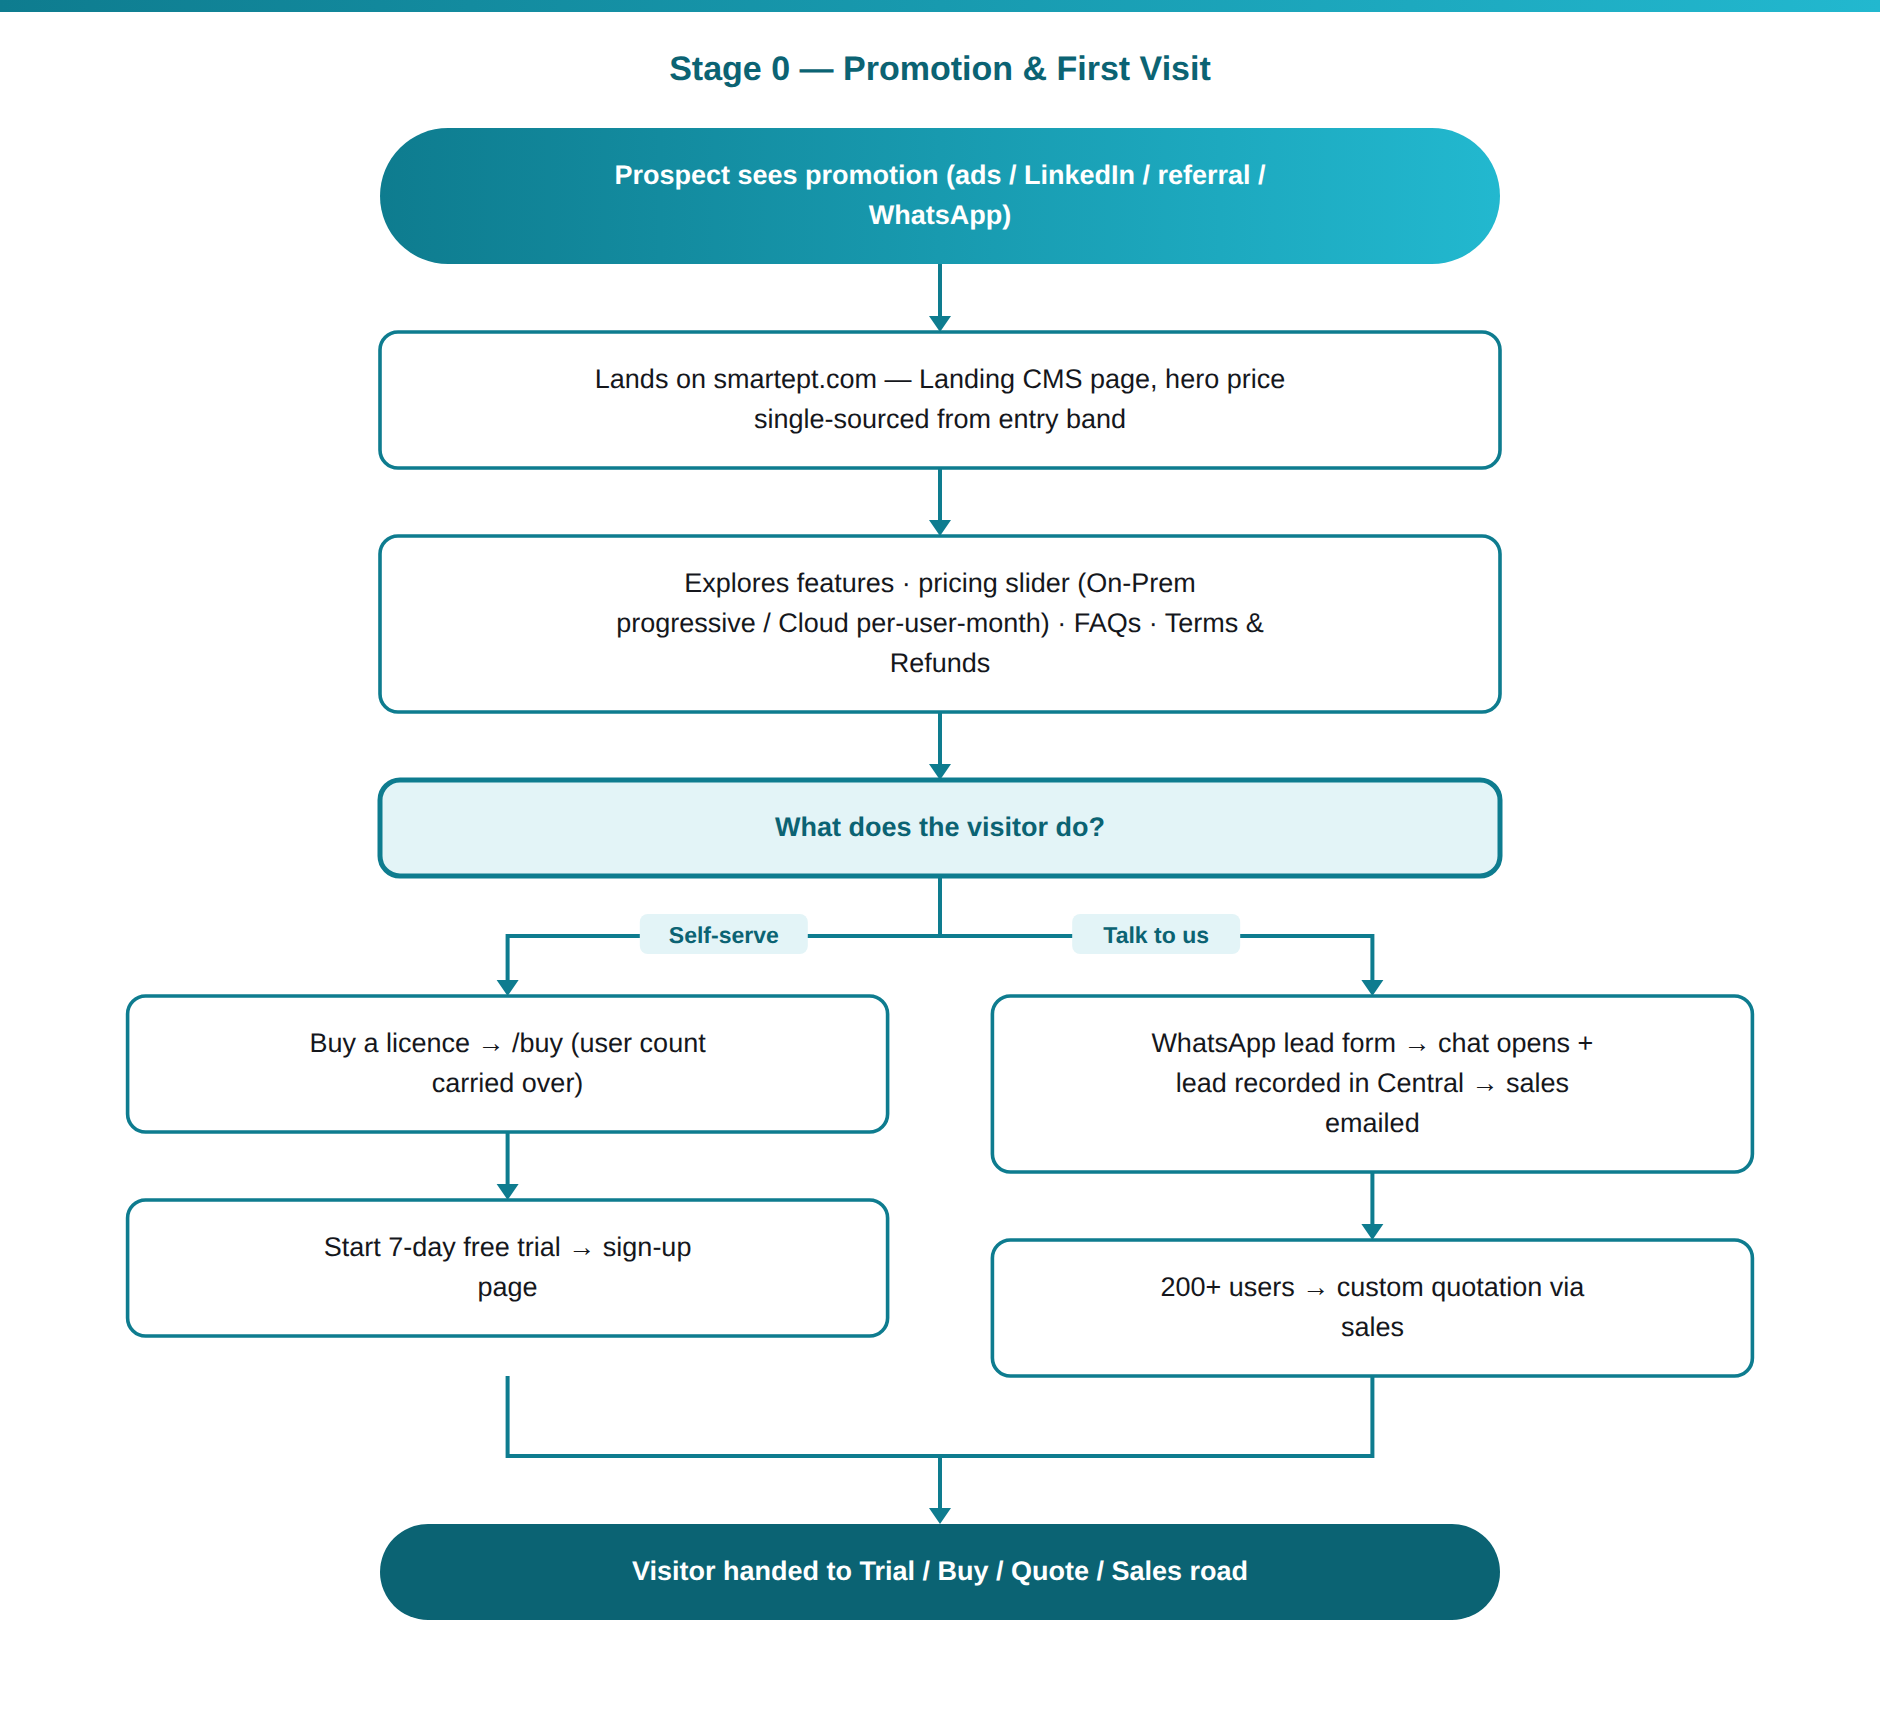 Stage 0 — Promotion & First Visit
Prospect sees promotion (ads / LinkedIn / referral /
WhatsApp)
Lands on smartept.com — Landing CMS page, hero price
single-sourced from entry band
Explores features · pricing slider (On-Prem
progressive / Cloud per-user-month) · FAQs · Terms &
Refunds
What does the visitor do?
Self-serve
Talk to us
Buy a licence → /buy (user count
carried over)
Start 7-day free trial → sign-up
page
WhatsApp lead form → chat opens +
lead recorded in Central → sales
emailed
200+ users → custom quotation via
sales
Visitor handed to Trial / Buy / Quote / Sales road